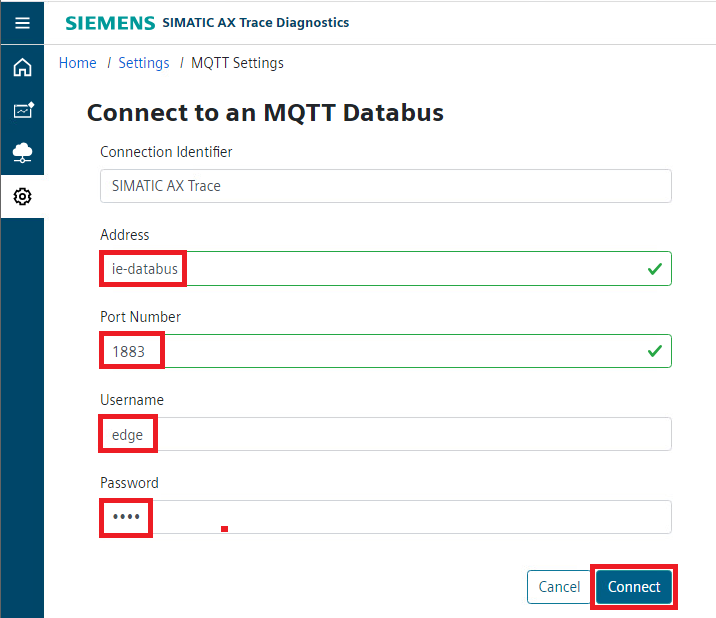 SIEMENS SIMATIC AX Trace Diagnostics
Home / Settings / MQTT Settings
Connect to an MQTT Databus
Connection Identifier
SIMATIC AX Trace
Address
ie-databus
Port Number
1883
Username
edge
Password
••••
Cancel Connect